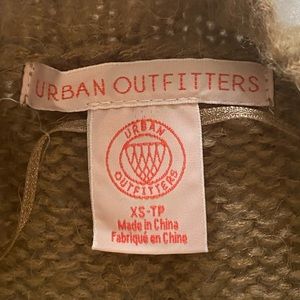 URBAN OUTFITTERS
URBAN
OUTFITTERS
XS-TP
Made in China
Fabriqué en Chine